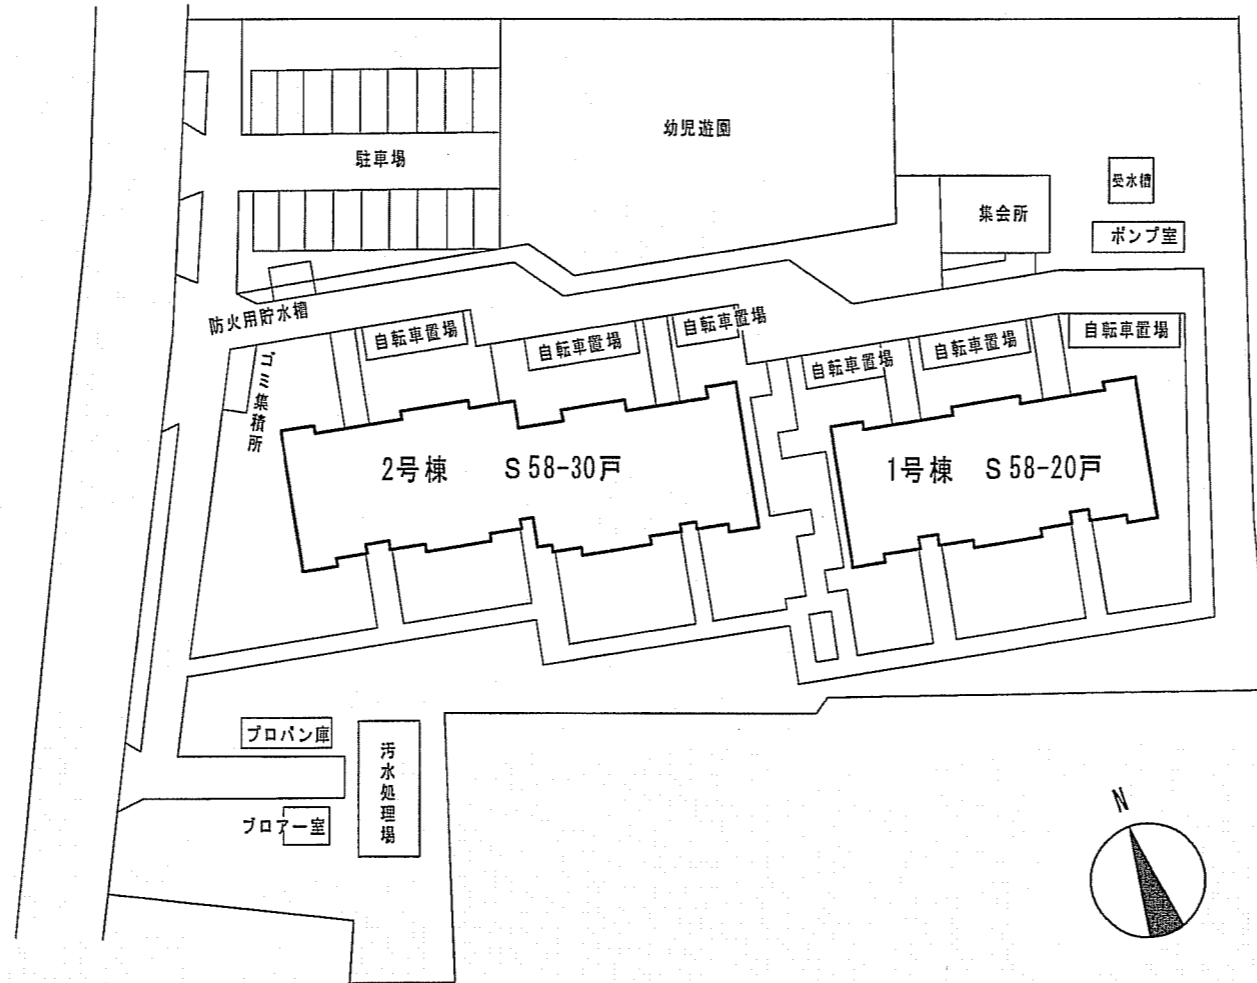 幼児遊園
駐車場
受水槽
集会所
ポンプ室
防火用貯水槽
自転車置場
自転車置場
自転車置場
自転車置場
自転車置場
自転車置場
ゴミ集積所
2号棟 S58-30戸
1号棟 S58-20戸
プロパン庫
汚水処理場
ブロアー室
N